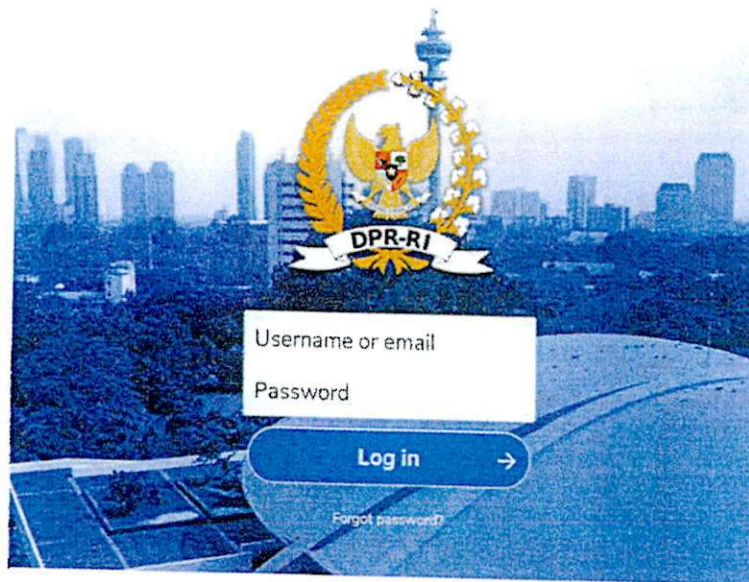 DPR-RI
Username or email
Password
Log in →
Forgot password?